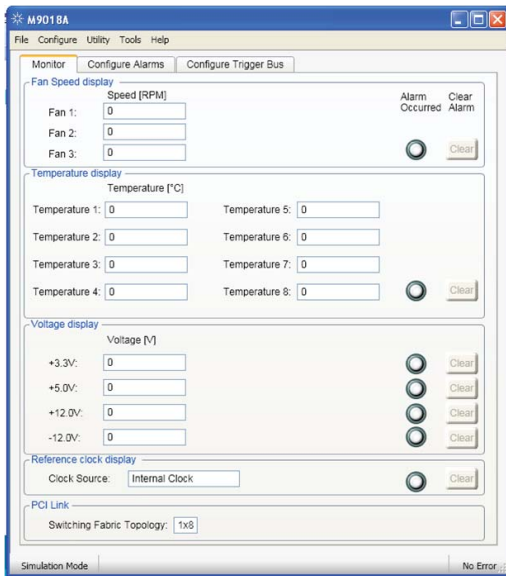 M9018A
File Configure Utility Tools Help
Monitor Configure Alarms Configure Trigger Bus
Fan Speed display
Speed [RPM] Alarm Occurred Clear Alarm
Fan 1: 0
Fan 2: 0
Fan 3: 0 Clear
Temperature display
Temperature [°C]
Temperature 1: 0 Temperature 5: 0
Temperature 2: 0 Temperature 6: 0
Temperature 3: 0 Temperature 7: 0
Temperature 4: 0 Temperature 8: 0 Clear
Voltage display
Voltage [V]
+3.3V: 0 Clear
+5.0V: 0 Clear
+12.0V: 0 Clear
-12.0V: 0 Clear
Reference clock display
Clock Source: Internal Clock Clear
PCI Link
Switching Fabric Topology: 1x8
Simulation Mode No Error